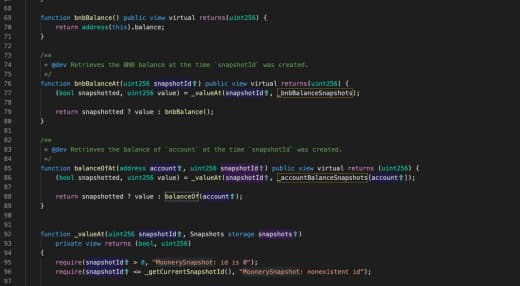 68
69 function bnbBalance() public view virtual returns(uint256) {
70 return address(this).balance;
71 }
72
73 /**
74 * @dev Retrieves the BNB balance at the time `snapshotId` was created.
75 */
76 function bnbBalanceAt(uint256 snapshotId↑) public view virtual returns(uint256) {
77 (bool snapshotted, uint256 value) = _valueAt(snapshotId↑, _bnbBalanceSnapshots);
78
79 return snapshotted ? value : bnbBalance();
80 }
81
82 /**
83 * @dev Retrieves the balance of `account` at the time `snapshotId` was created.
84 */
85 function balanceOfAt(address account↑, uint256 snapshotId↑) public view virtual returns (uint256) {
86 (bool snapshotted, uint256 value) = _valueAt(snapshotId↑, _accountBalanceSnapshots[account↑]);
87
88 return snapshotted ? value : balanceOf(account↑);
89 }
90
91
92 function _valueAt(uint256 snapshotId↑, Snapshots storage snapshots↑)
93 private view returns (bool, uint256)
94 {
95 require(snapshotId↑ > 0, "MoonerySnapshot: id is 0");
96 require(snapshotId↑ <= _getCurrentSnapshotId(), "MoonerySnapshot: nonexistent id");
97